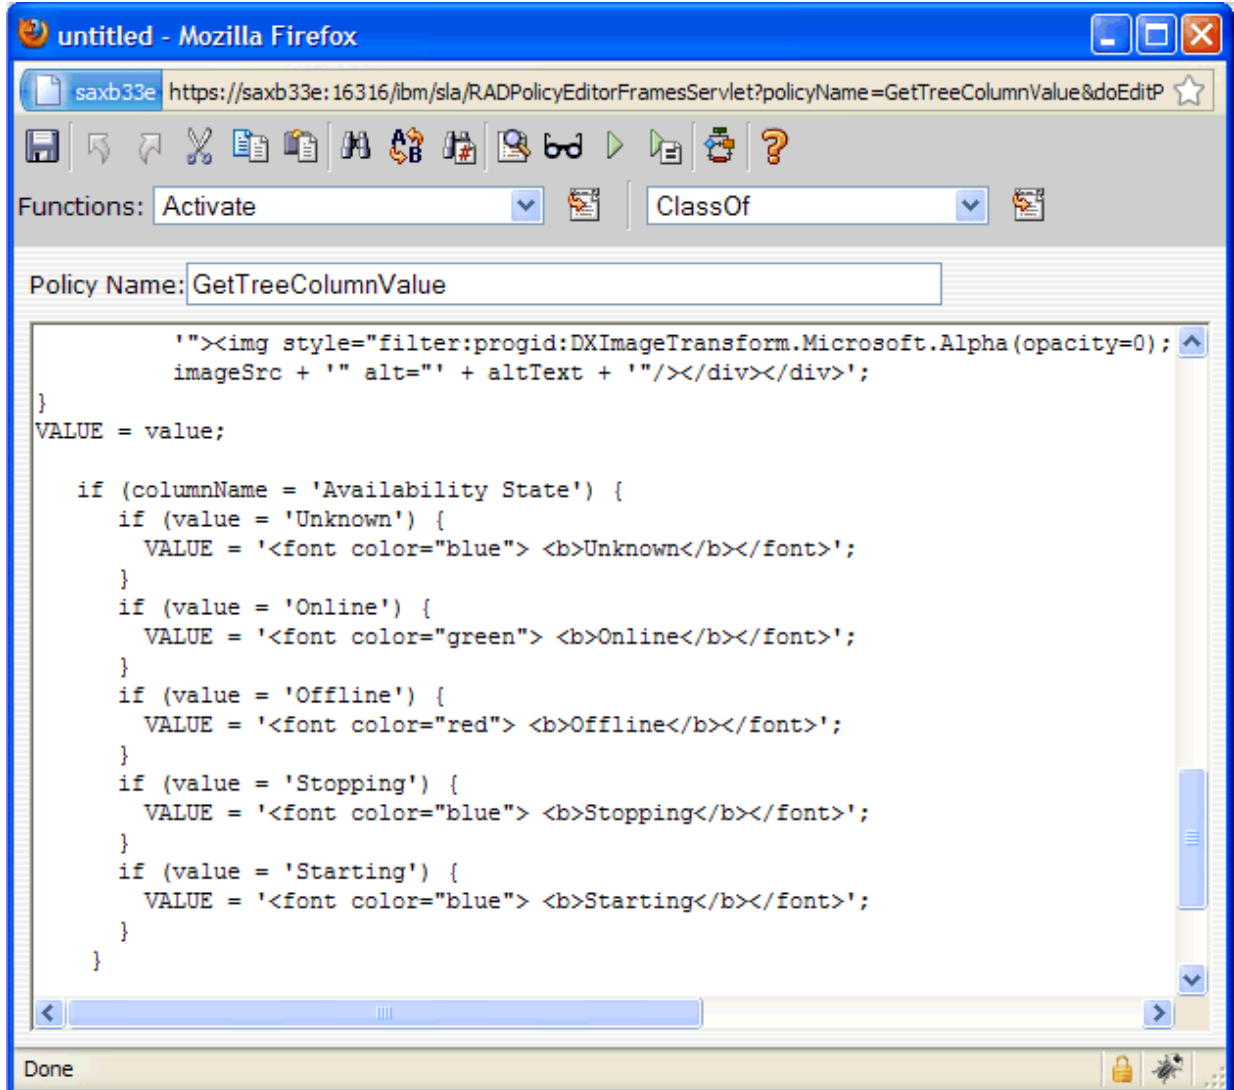 untitled - Mozilla Firefox
saxb33e https://saxb33e:16316/ibm/sla/RADPolicyEditorFramesServlet?policyName=GetTreeColumnValue&doEditP
Functions: Activate ClassOf
Policy Name: GetTreeColumnValue
'"><img style="filter:progid:DXImageTransform.Microsoft.Alpha(opacity=0);
imageSrc + '" alt="' + altText + '"/></div></div>';
}
VALUE = value;
if (columnName = 'Availability State') {
if (value = 'Unknown') {
VALUE = '<font color="blue"> <b>Unknown</b></font>';
}
if (value = 'Online') {
VALUE = '<font color="green"> <b>Online</b></font>';
}
if (value = 'Offline') {
VALUE = '<font color="red"> <b>Offline</b></font>';
}
if (value = 'Stopping') {
VALUE = '<font color="blue"> <b>Stopping</b></font>';
}
if (value = 'Starting') {
VALUE = '<font color="blue"> <b>Starting</b></font>';
}
}
Done